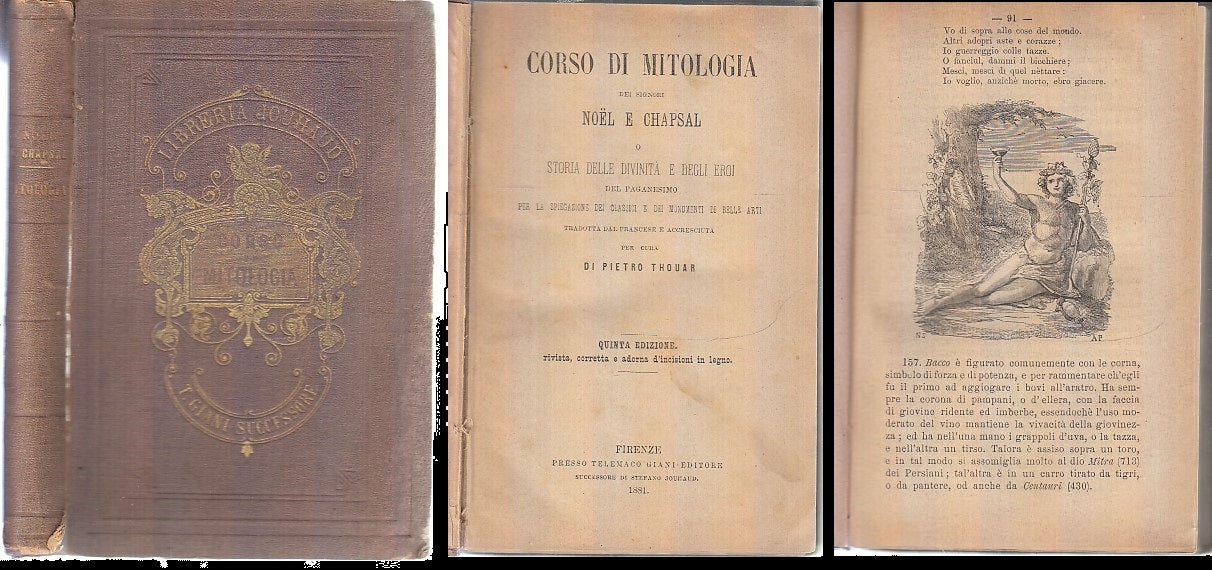 NOEL
CHAPSAL
MITOLOGIA
LIBRERIA JOUHAUD
CORSO
DI
MITOLOGIA
T. GIANI SUCCESSORE
CORSO DI MITOLOGIA
DEI SIGNORI
NOËL E CHAPSAL
O
STORIA DELLE DIVINITÀ E DEGLI EROI
DEL PAGANESIMO
PER LA SPIEGAZIONE DEI CLASSICI E DEI MONUMENTI DI BELLE ARTI
TRADOTTA DAL FRANCESE E ACCRESCIUTA
PER CURA
DI PIETRO THOUAR
QUINTA EDIZIONE.
rivista, corretta e adorna d'incisioni in legno.
FIRENZE
PRESSO TELEMACO GIANI EDITORE
SUCCESSORE DI STEFANO JOUHAUD.
1881.
— 91 —
Vo di sopra alle cose del mondo.
Altri adopri aste e corazze;
Io guerreggio colle tazze.
O fanciul, dammi il bicchiere;
Mesci, mesci di quel nèttare:
Io voglio, anzichè morto, ebro giacere.
NS
AP
157. Bacco è figurato comunemente con le corna,
simbolo di forza e di potenza, e per rammentare ch'egli
fu il primo ad aggiogare i bovi all'aratro. Ha sem-
pre la corona di pampani, o d'ellera, con la faccia
di giovine ridente ed imberbe, essendochè l'uso mo-
derato del vino mantiene la vivacità della giovinez-
za; ed ha nell'una mano i grappoli d'uva, o la tazza,
e nell'altra un tirso. Talora è assiso sopra un toro,
e in tal modo si assomiglia molto al dio Mitra (713)
dei Persiani; tal'altra è in un carro tirato da tigri,
o da pantere, od anche da Centauri (430).